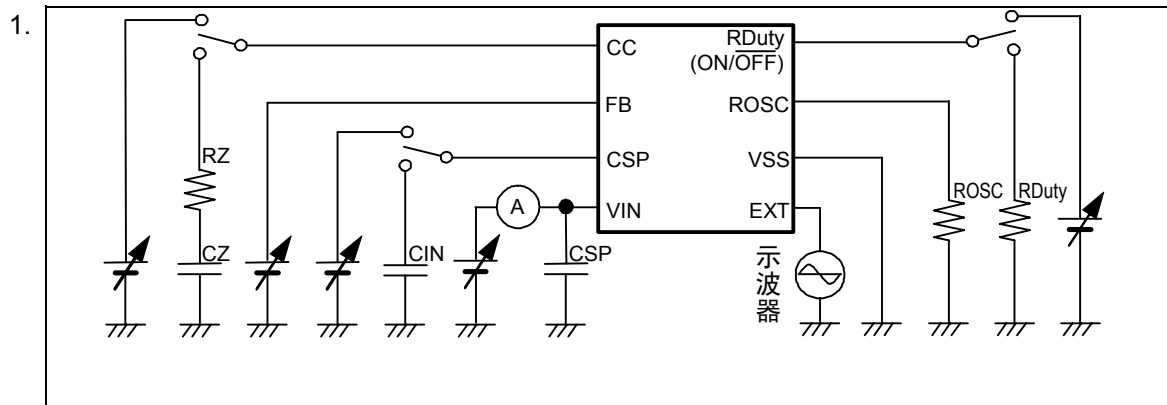 1.
CC
FB
CSP
VIN
RDuty
(ON/OFF)
ROSC
VSS
EXT
RZ
CZ
CIN
A
CSP
示波器
ROSC
RDuty